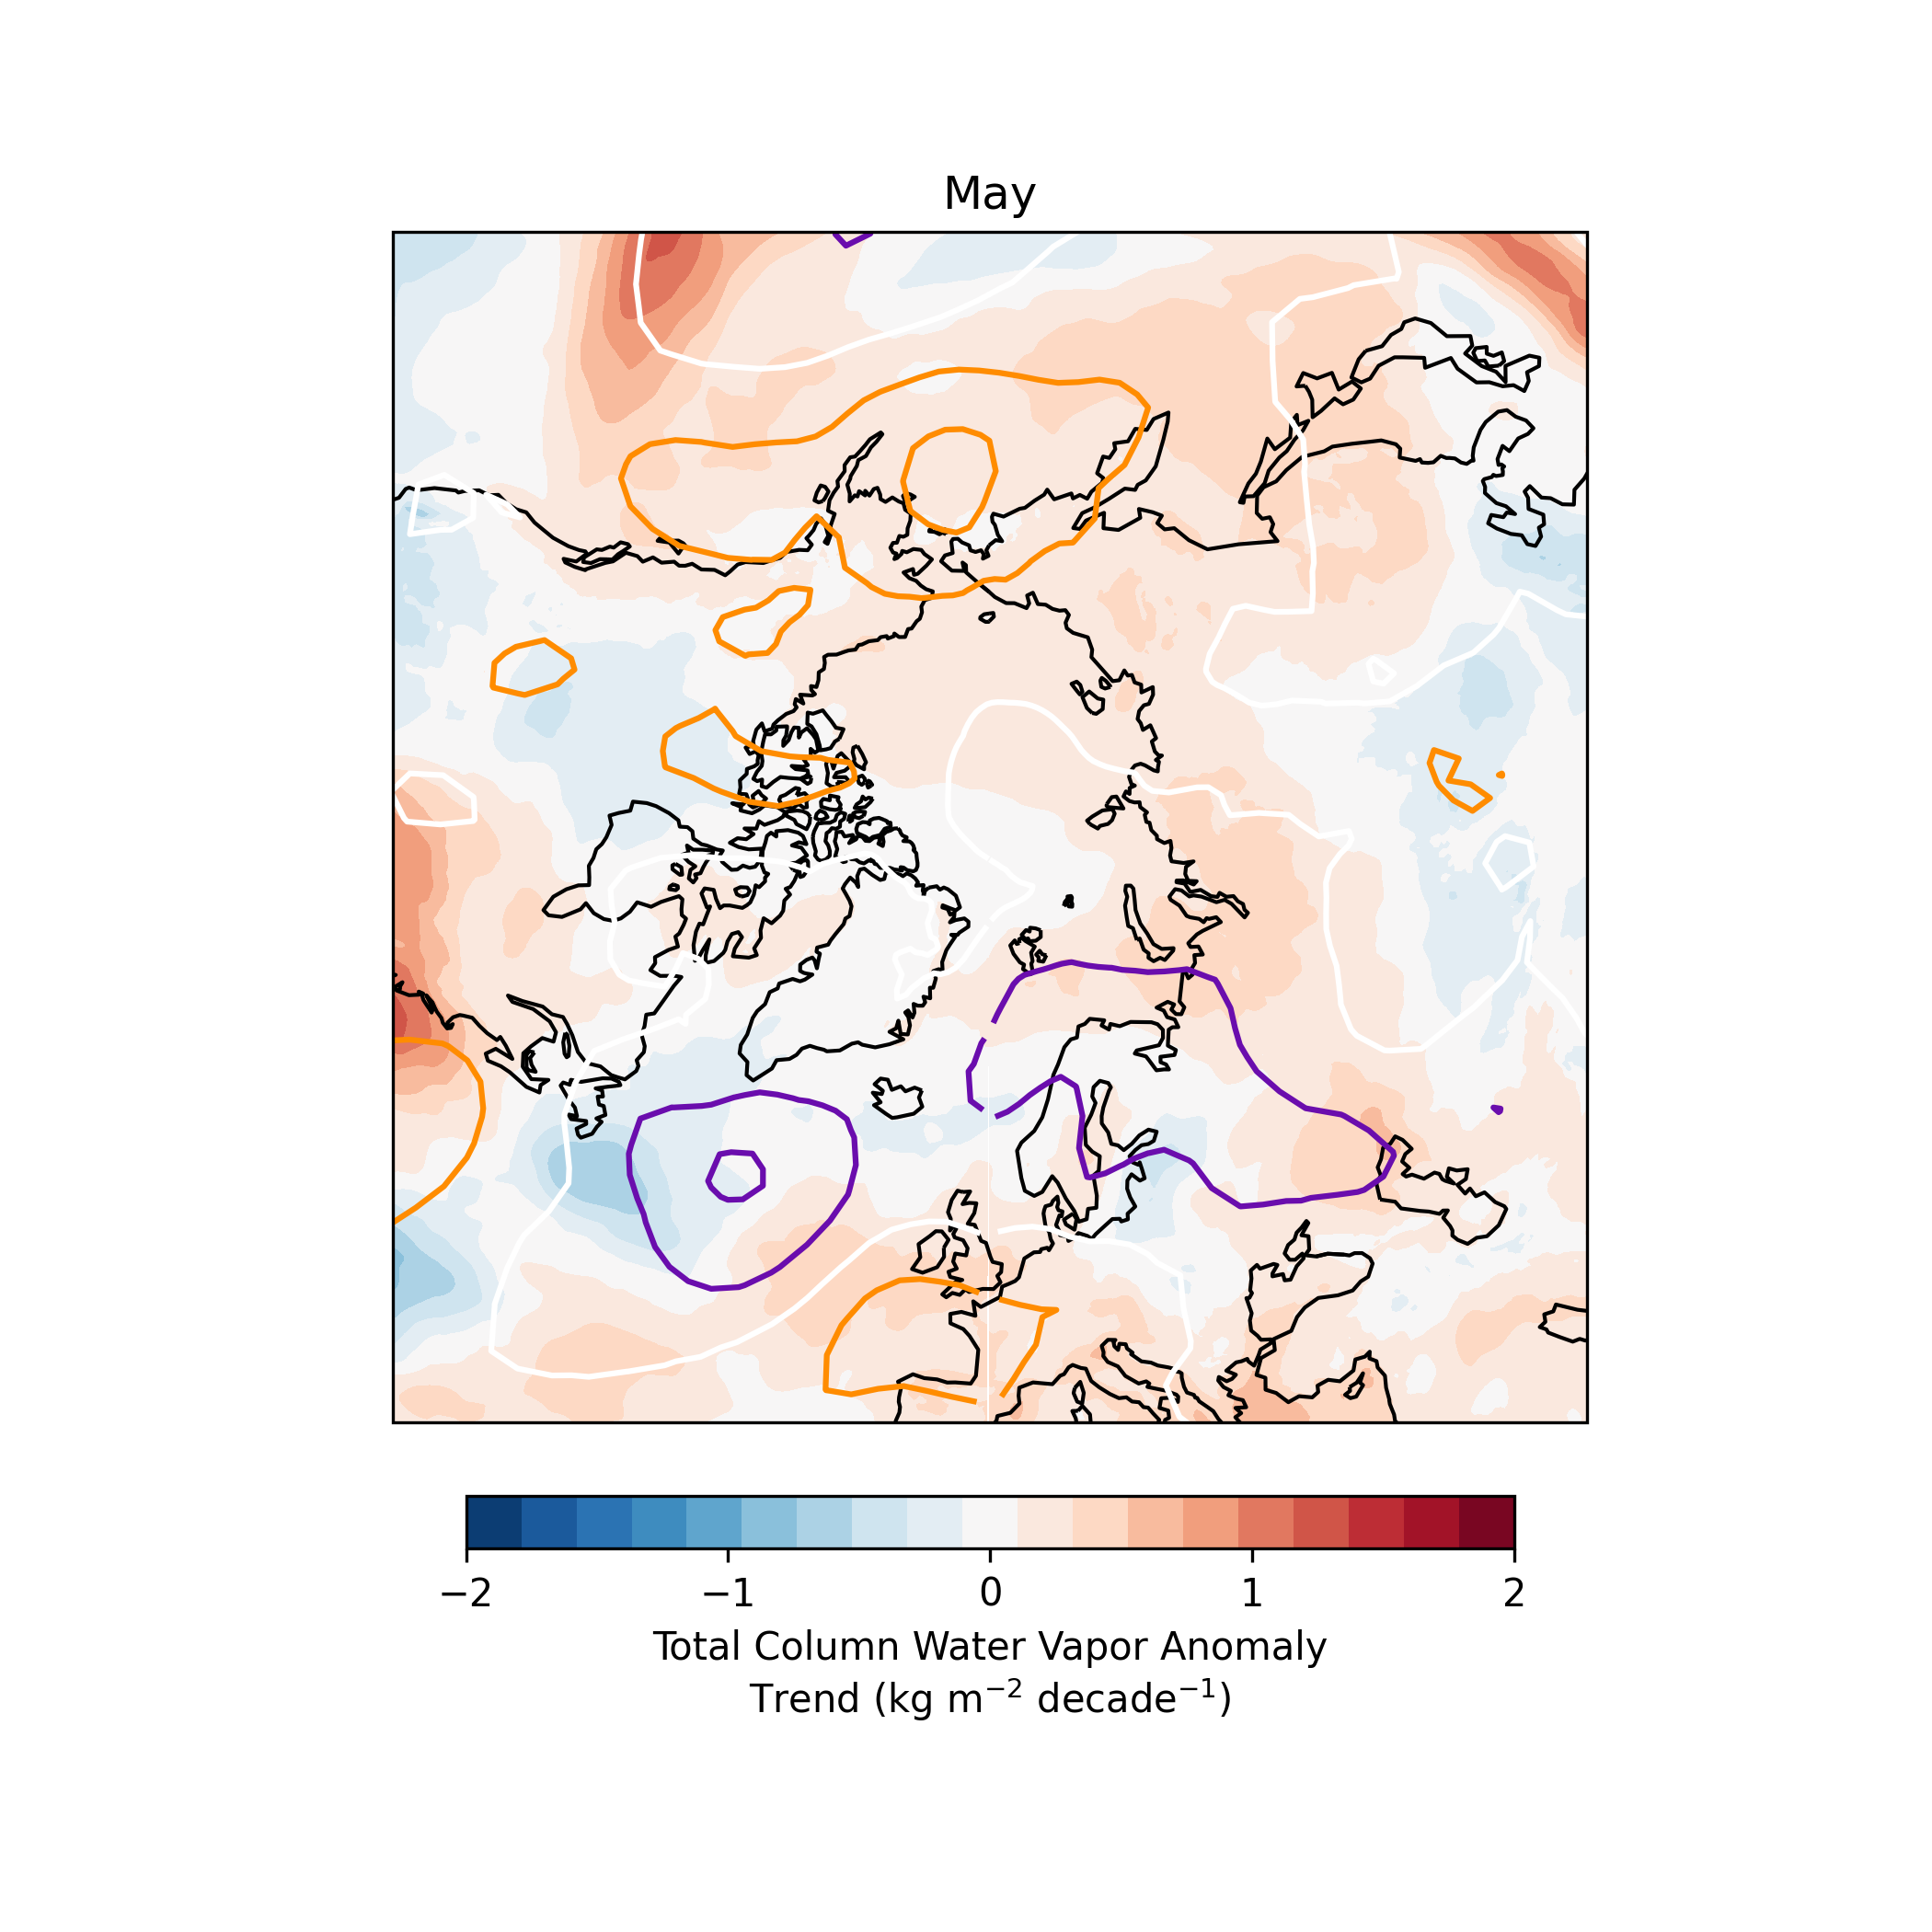 May
−2 −1 0 1 2
Total Column Water Vapor Anomaly
Trend (kg m⁻² decade⁻¹)